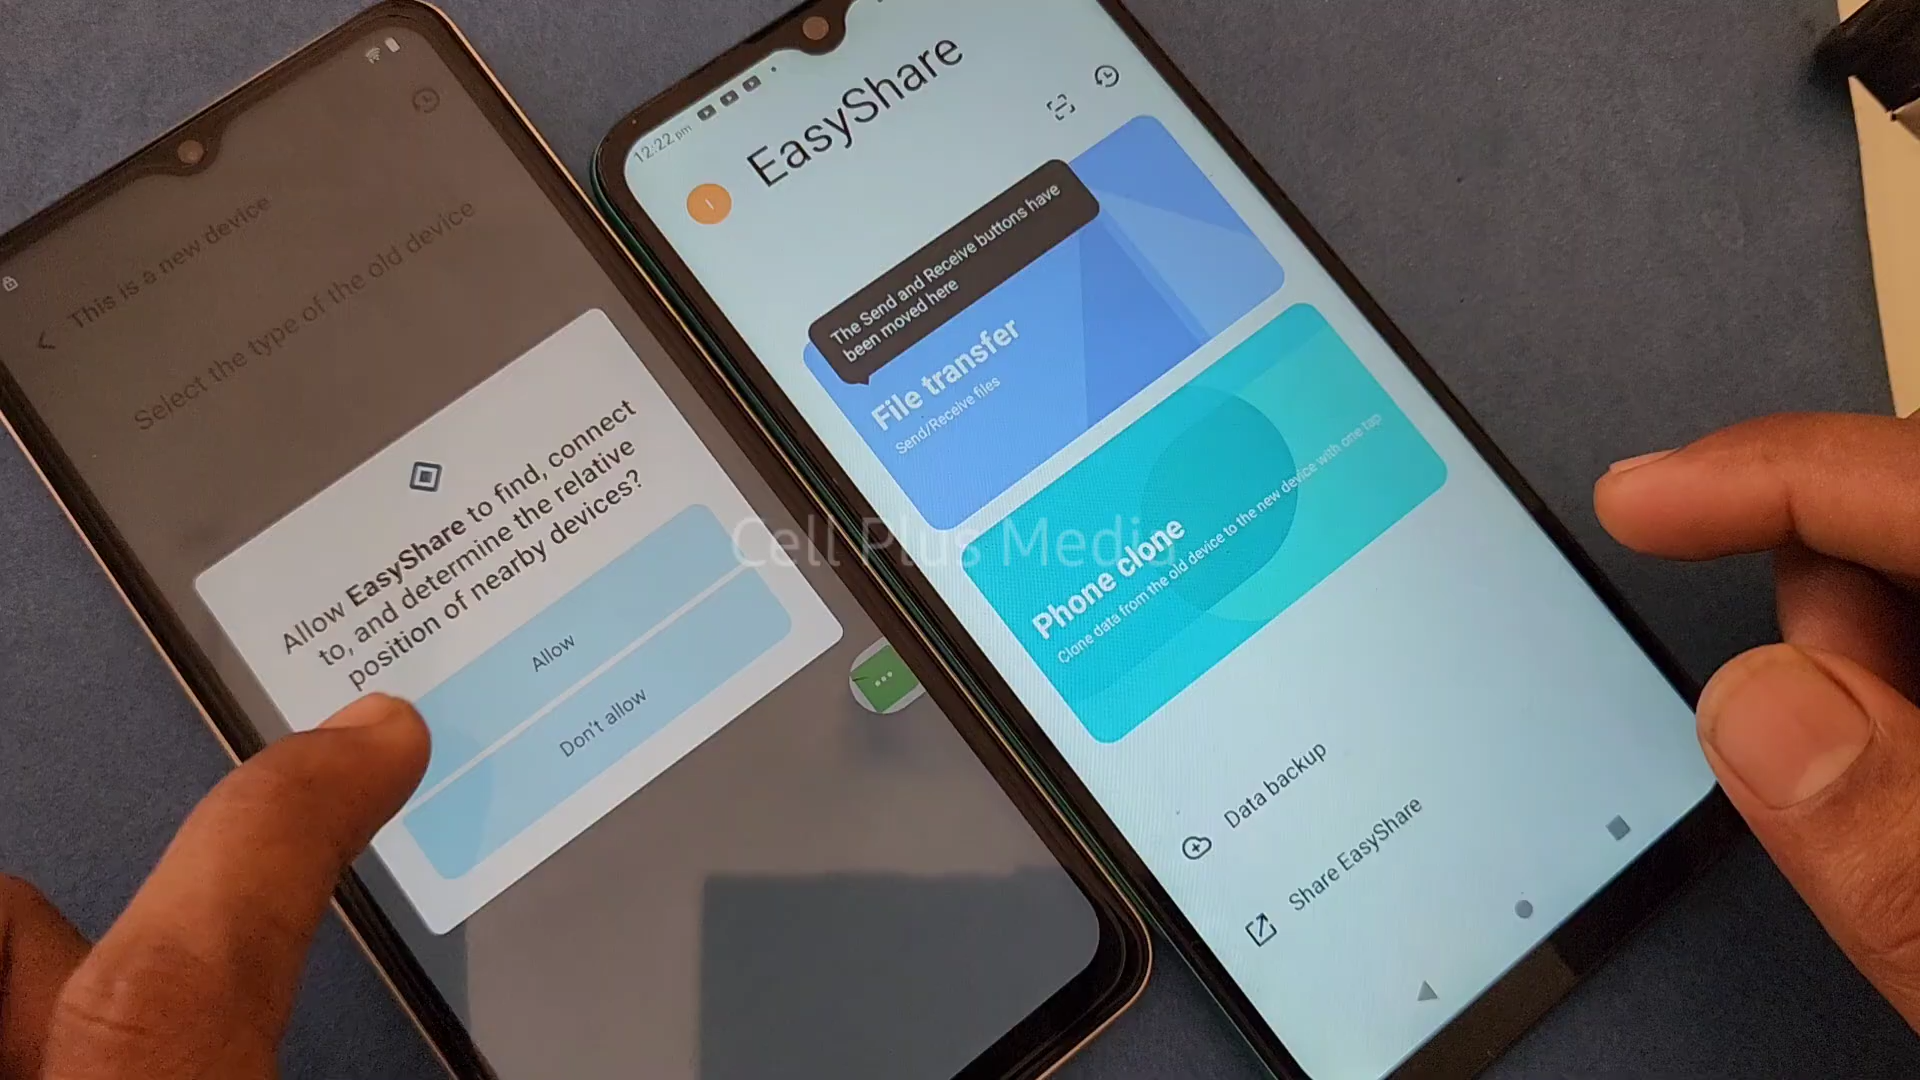 This is a new device
Select the type of the old device
Allow EasyShare to find, connect
to, and determine the relative
position of nearby devices?
Allow
Don't allow
12:22 pm
EasyShare
The Send and Receive buttons have
been moved here
File transfer
Send/Receive files
Phone clone
Clone data from the old device to the new device with one tap
Data backup
Share EasyShare
Cell Plus Media